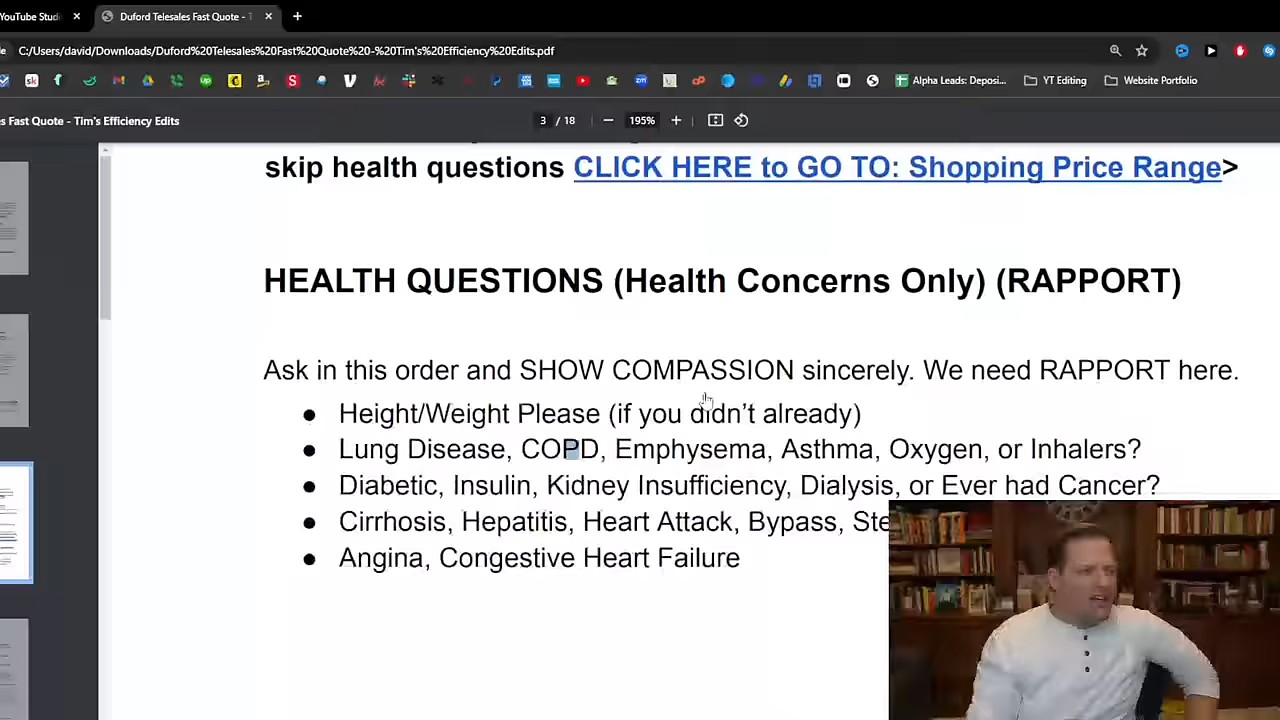 YouTube Studi
Duford Telesales Fast Quote - T
C:/Users/david/Downloads/Duford%20Telesales%20Fast%20Quote%20-%20Tim's%20Efficiency%20Edits.pdf
Alpha Leads: Deposi...
YT Editing
Website Portfolio
s Fast Quote - Tim's Efficiency Edits
3 / 18
195%
skip health questions CLICK HERE to GO TO: Shopping Price Range>
HEALTH QUESTIONS (Health Concerns Only) (RAPPORT)
Ask in this order and SHOW COMPASSION sincerely. We need RAPPORT here.
● Height/Weight Please (if you didn't already)
● Lung Disease, COPD, Emphysema, Asthma, Oxygen, or Inhalers?
● Diabetic, Insulin, Kidney Insufficiency, Dialysis, or Ever had Cancer?
● Cirrhosis, Hepatitis, Heart Attack, Bypass, Ste
● Angina, Congestive Heart Failure